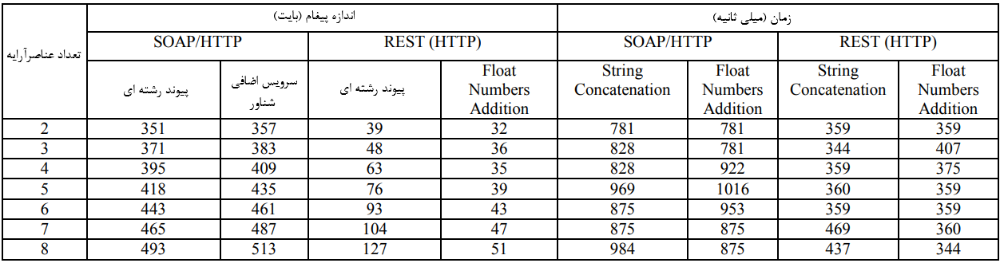 تعداد عناصرآرایه | اندازه پیغام (بایت) | زمان (میلی ثانیه)
SOAP/HTTP | REST (HTTP) | SOAP/HTTP | REST (HTTP)
پیوند رشته ای | سرویس اضافی شناور | پیوند رشته ای | Float Numbers Addition | String Concatenation | Float Numbers Addition | String Concatenation | Float Numbers Addition
2 | 351 | 357 | 39 | 32 | 781 | 781 | 359 | 359
3 | 371 | 383 | 48 | 36 | 828 | 781 | 344 | 407
4 | 395 | 409 | 63 | 35 | 828 | 922 | 359 | 375
5 | 418 | 435 | 76 | 39 | 969 | 1016 | 360 | 359
6 | 443 | 461 | 93 | 43 | 875 | 953 | 359 | 359
7 | 465 | 487 | 104 | 47 | 875 | 875 | 469 | 360
8 | 493 | 513 | 127 | 51 | 984 | 875 | 437 | 344